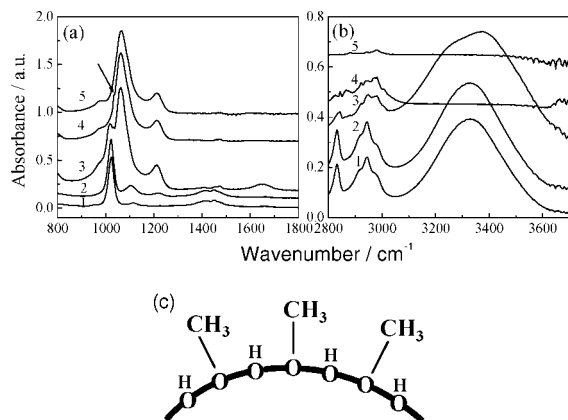 (a)
(b)
Absorbance / a.u.
2.0
1.5
1.0
0.5
0.0
5
4
3
2
1
800 1000 1200 1400 1600 1800
0.8
0.6
0.4
0.2
0.0
5
4
3
2
1
2800 3000 3200 3400 3600
Wavenumber / cm⁻¹
(c)
CH₃ CH₃ CH₃
H O O H O O H O O H O